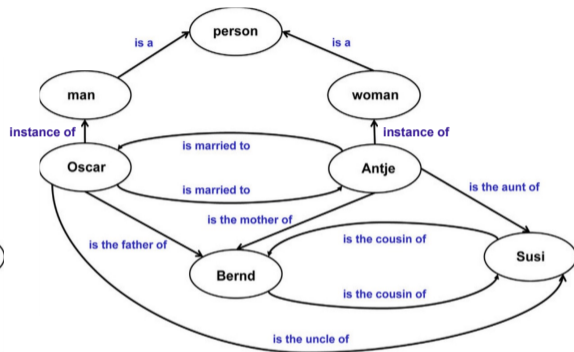 person
is a
is a
man
woman
instance of
instance of
Oscar
is married to
Antje
is married to
is the aunt of
is the mother of
is the father of
is the cousin of
Susi
Bernd
is the cousin of
is the uncle of